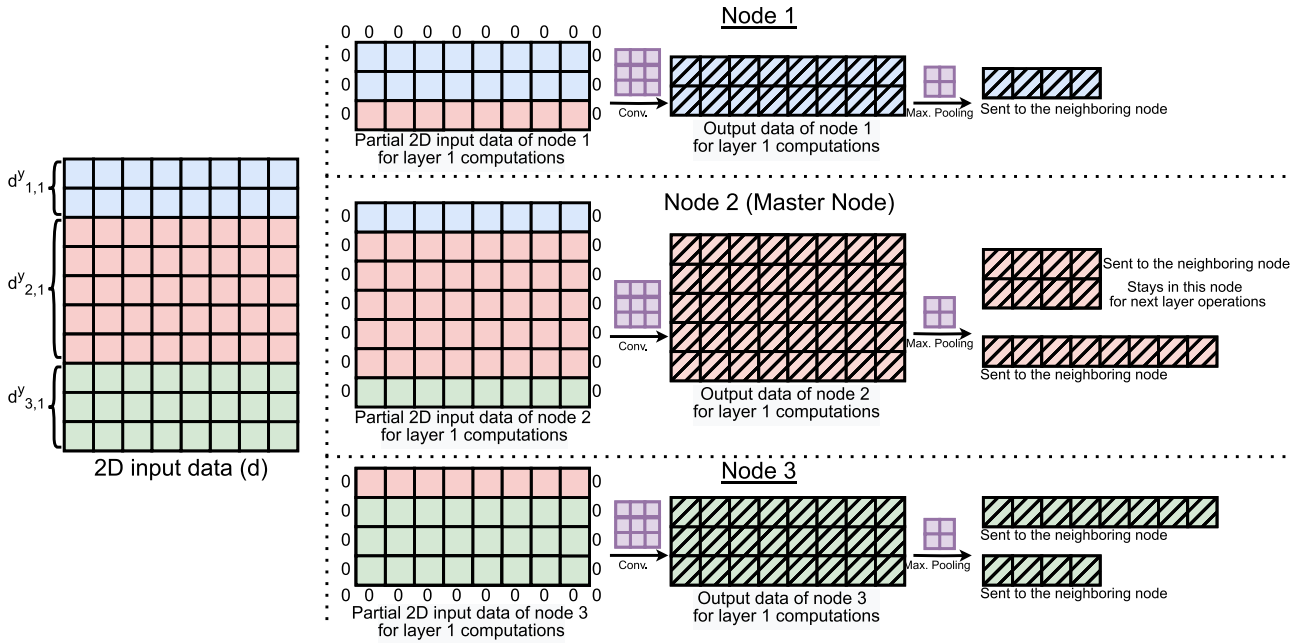 Node 1
0 0 0 0 0 0 0 0 0 0
0 0
0 0
0 0
Conv.
Max. Pooling
Sent to the neighboring node
Partial 2D input data of node 1
for layer 1 computations
Output data of node 1
for layer 1 computations
d^y_1,1
d^y_2,1
d^y_3,1
2D input data (d)
Node 2 (Master Node)
0 0
0 0
0 0
0 0
0 0
0 0
0 0
Conv.
Max. Pooling
Sent to the neighboring node
Stays in this node
for next layer operations
Sent to the neighboring node
Partial 2D input data of node 2
for layer 1 computations
Output data of node 2
for layer 1 computations
Node 3
0 0
0 0
0 0
0 0
0 0 0 0 0 0 0 0 0 0
Conv.
Max. Pooling
Sent to the neighboring node
Sent to the neighboring node
Partial 2D input data of node 3
for layer 1 computations
Output data of node 3
for layer 1 computations